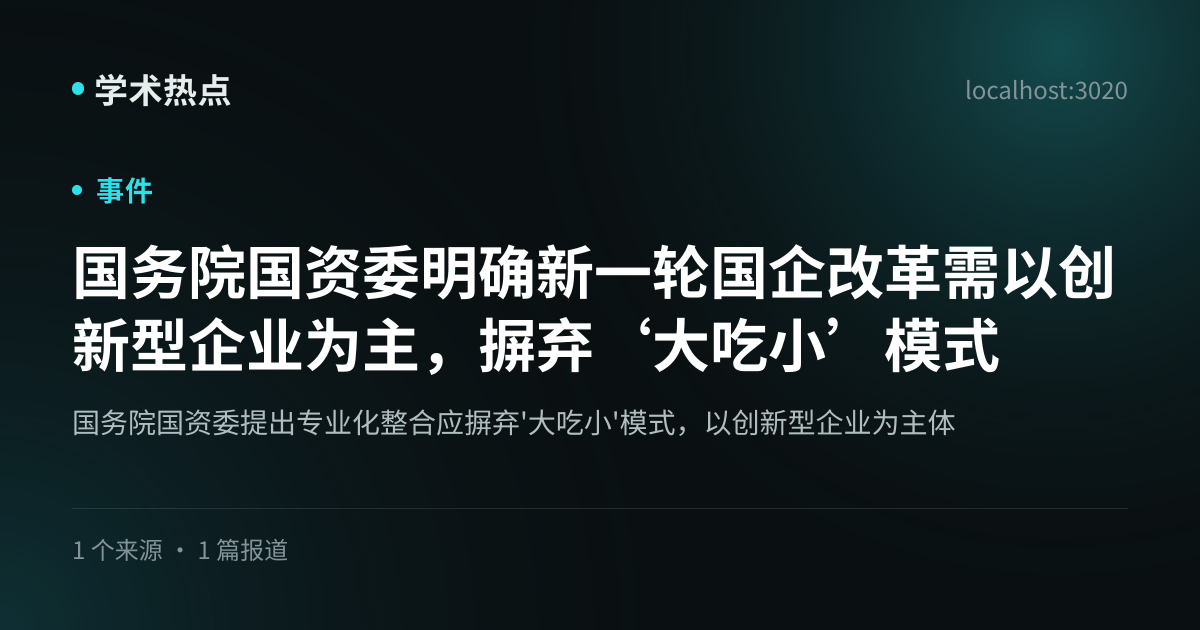 学术热点
localhost:3020
事件
国务院国资委明确新一轮国企改革需以创
新型企业为主，摒弃‘大吃小’模式
国务院国资委提出专业化整合应摒弃'大吃小'模式，以创新型企业为主体
1 个来源 · 1 篇报道